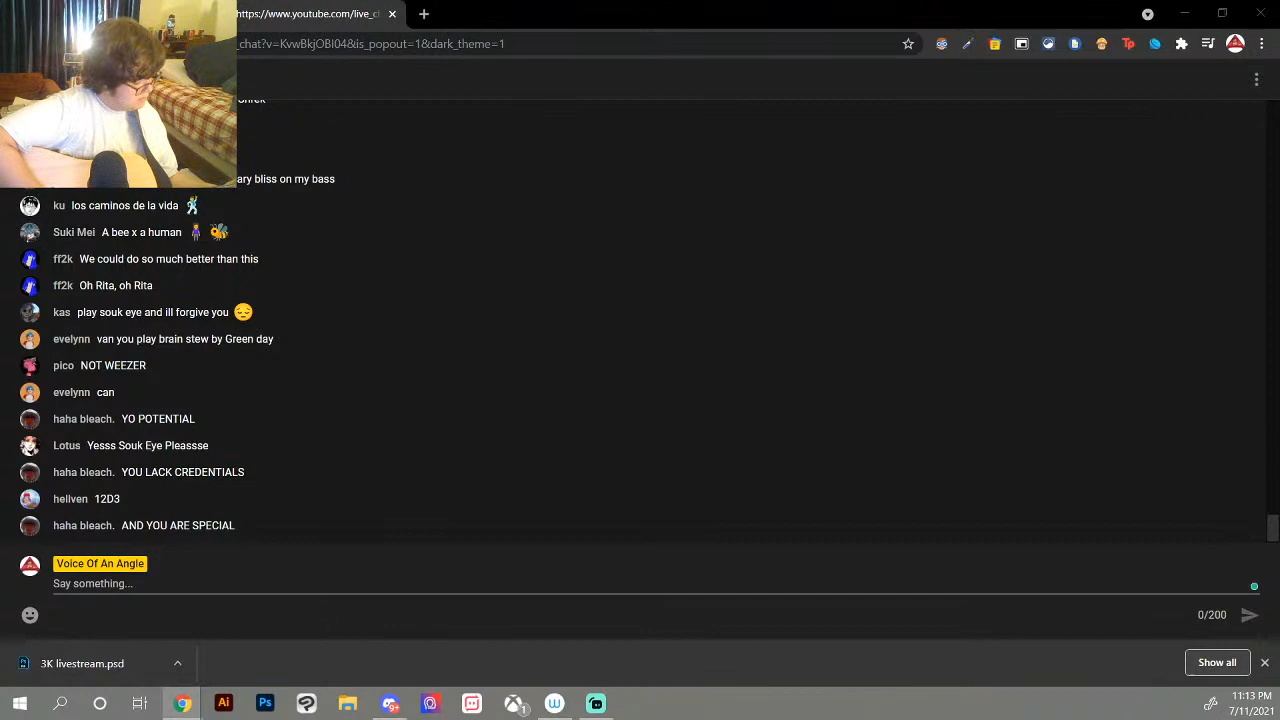 https://www.youtube.com/live_c
_chat?v=KvwBkjOBI04&is_popout=1&dark_theme=1
Shrek
ary bliss on my bass
ku los caminos de la vida 🕺
Suki Mei A bee x a human 🧍‍♀️ 🐝
ff2k We could do so much better than this
ff2k Oh Rita, oh Rita
kas play souk eye and ill forgive you 😔
evelynn van you play brain stew by Green day
pico NOT WEEZER
evelynn can
haha bleach. YO POTENTIAL
Lotus Yesss Souk Eye Pleassse
haha bleach. YOU LACK CREDENTIALS
hellven 12D3
haha bleach. AND YOU ARE SPECIAL
Voice Of An Angle
Say something...
0/200
3K livestream.psd
Show all
11:13 PM
7/11/2021